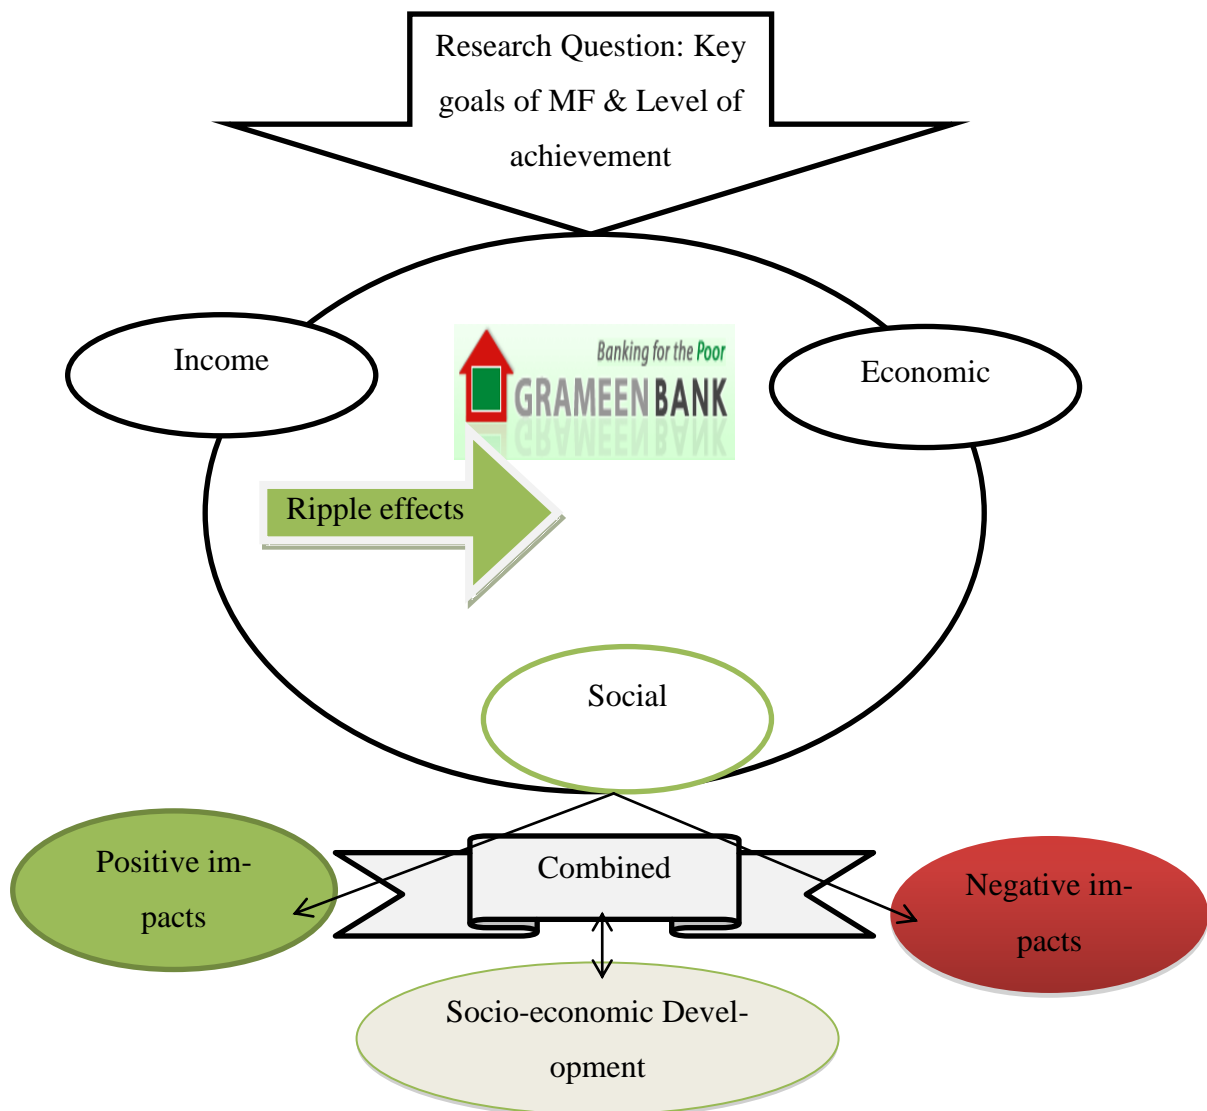 Research Question: Key
goals of MF & Level of
achievement
Income
Economic
Banking for the Poor
GRAMEEN BANK
Ripple effects
Social
Positive im-
pacts
Combined
Negative im-
pacts
Socio-economic Devel-
opment